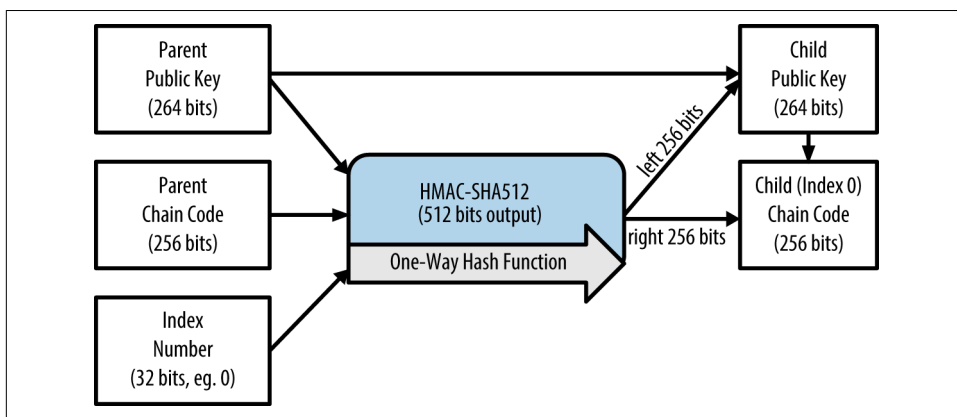 Parent
Public Key
(264 bits)
Parent
Chain Code
(256 bits)
Index
Number
(32 bits, eg. 0)
HMAC-SHA512
(512 bits output)
One-Way Hash Function
left 256 bits
right 256 bits
Child
Public Key
(264 bits)
Child (Index 0)
Chain Code
(256 bits)